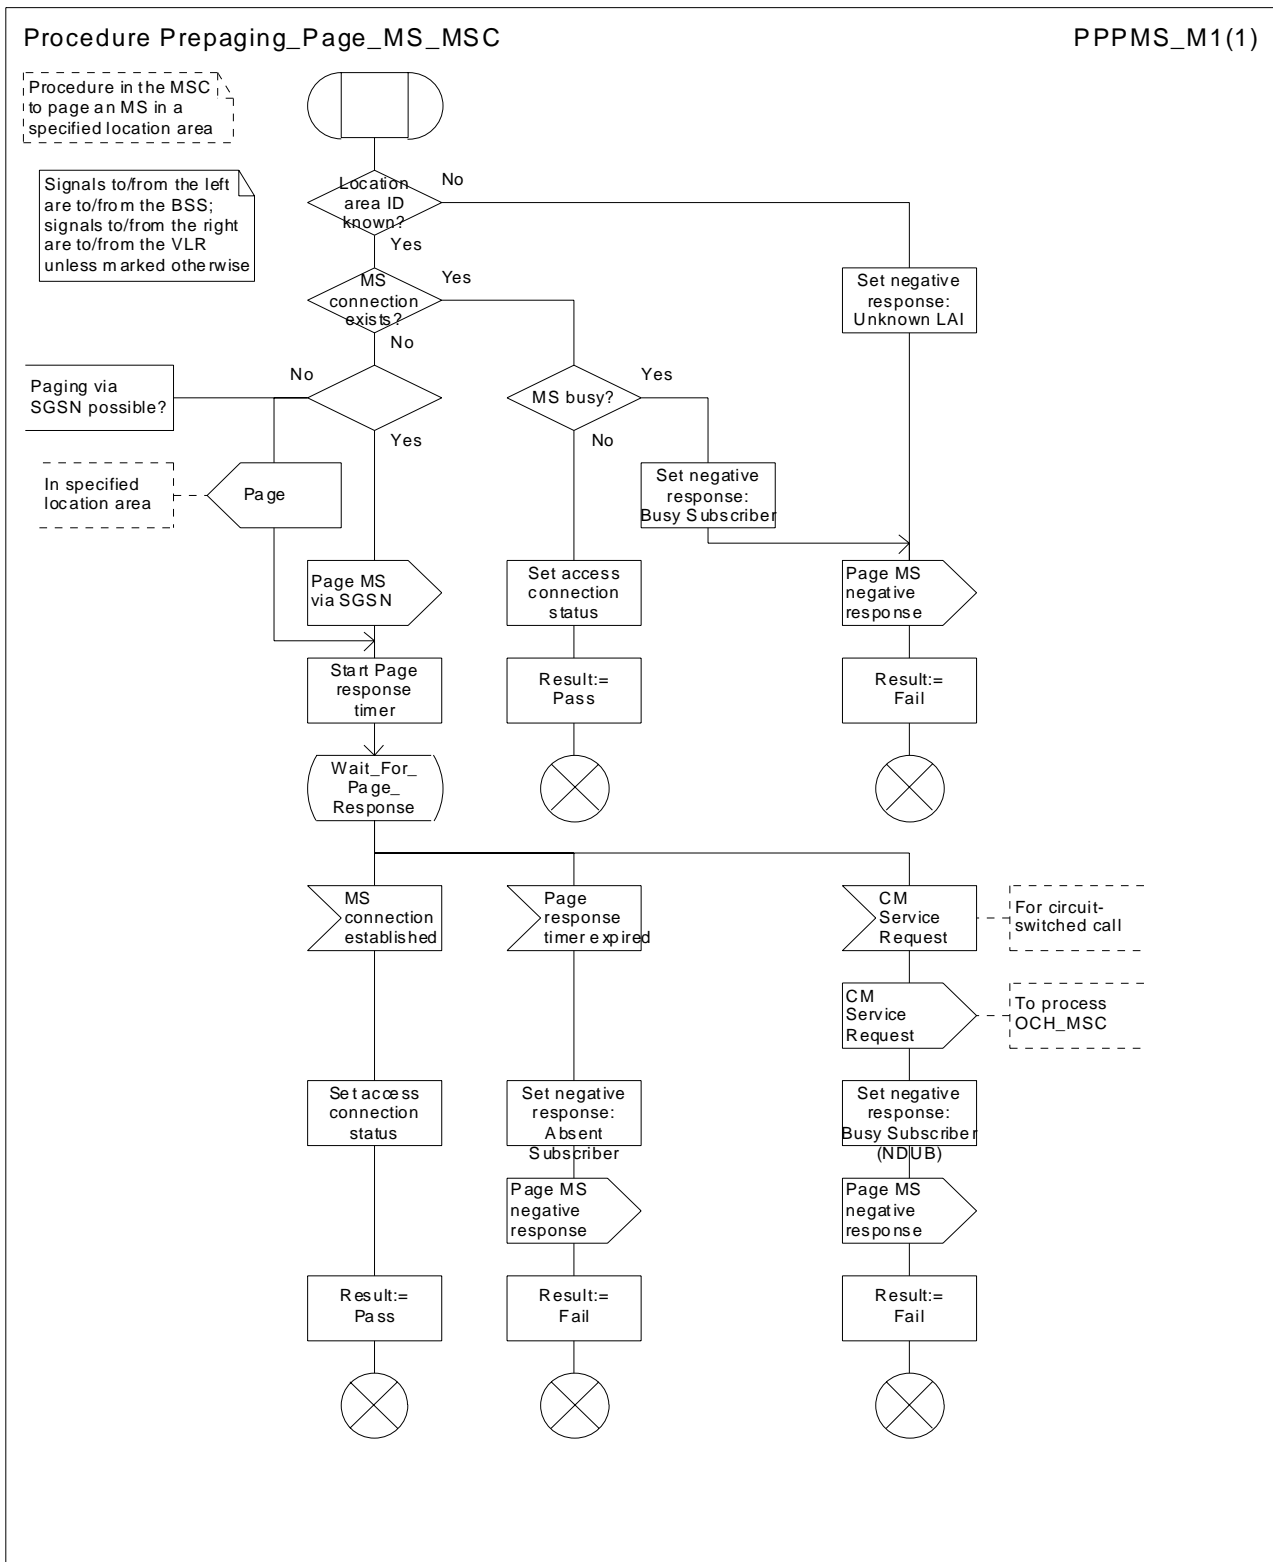 Procedure Prepaging_Page_MS_MSC
PPPMS_M1(1)
Procedure in the MSC
to page an MS in a
specified location area
Signals to/from the left
are to/from the BSS;
signals to/from the right
are to/from the VLR
unless marked otherwise
Location
area ID
known?
No
Yes
MS
connection
exists?
Yes
No
Set negative
response:
Unknown LAI
Paging via
SGSN possible?
No
Yes
MS busy?
Yes
No
In specified
location area
Page
Set negative
response:
Busy Subscriber
Page MS
via SGSN
Set access
connection
status
Page MS
negative
response
Start Page
response
timer
Result:=
Pass
Result:=
Fail
Wait_For_
Page_
Response
MS
connection
established
Page
response
timer expired
CM
Service
Request
For circuit-
switched call
CM
Service
Request
To process
OCH_MSC
Set access
connection
status
Set negative
response:
Absent
Subscriber
Set negative
response:
Busy Subscriber
(NDUB)
Page MS
negative
response
Page MS
negative
response
Result:=
Pass
Result:=
Fail
Result:=
Fail